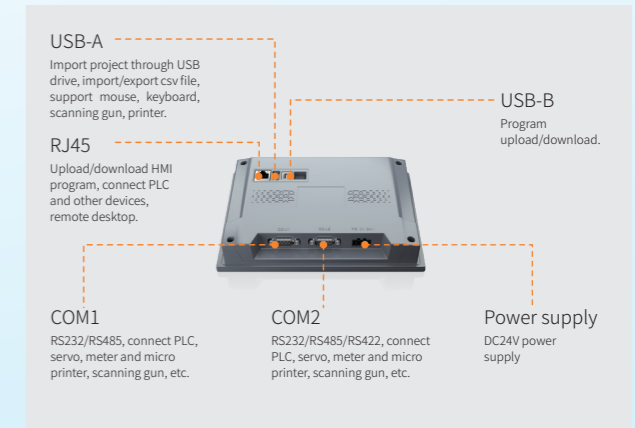 USB-A
Import project through USB
drive, import/export csv file,
support mouse, keyboard,
scanning gun, printer.
USB-B
Program
upload/download.
RJ45
Upload/download HMI
program, connect PLC
and other devices,
remote desktop.
COM1
RS232/RS485, connect PLC,
servo, meter and micro
printer, scanning gun, etc.
COM2
RS232/RS485/RS422, connect
PLC, servo, meter and micro
printer, scanning gun, etc.
Power supply
DC24V power
supply